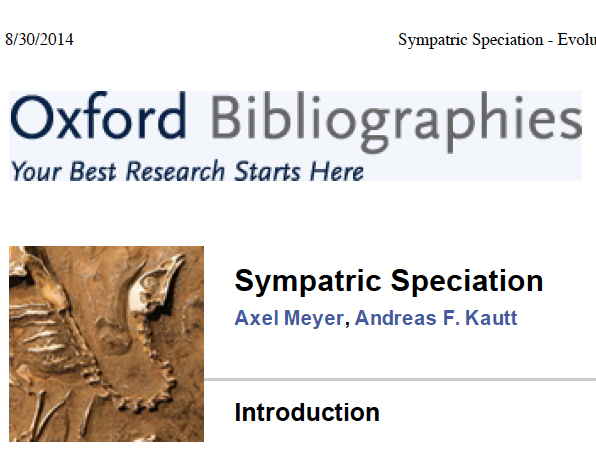 8/30/2014
Sympatric Speciation - Evolu
Oxford Bibliographies
Your Best Research Starts Here
Sympatric Speciation
Axel Meyer, Andreas F. Kautt
Introduction